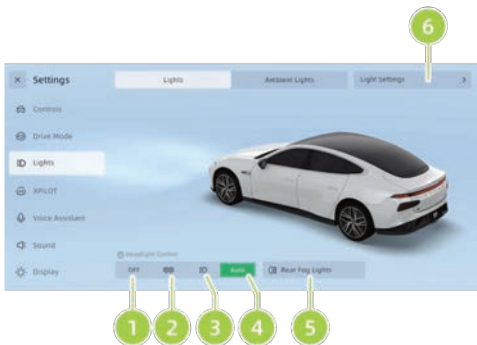 6
Settings
Lights
Ambient Lights
Light Settings
Controls
Drive Mode
Lights
XPILOT
Voice Assistant
Sound
Display
Headlight Control
OFF
Auto
Rear Fog Lights
1
2
3
4
5